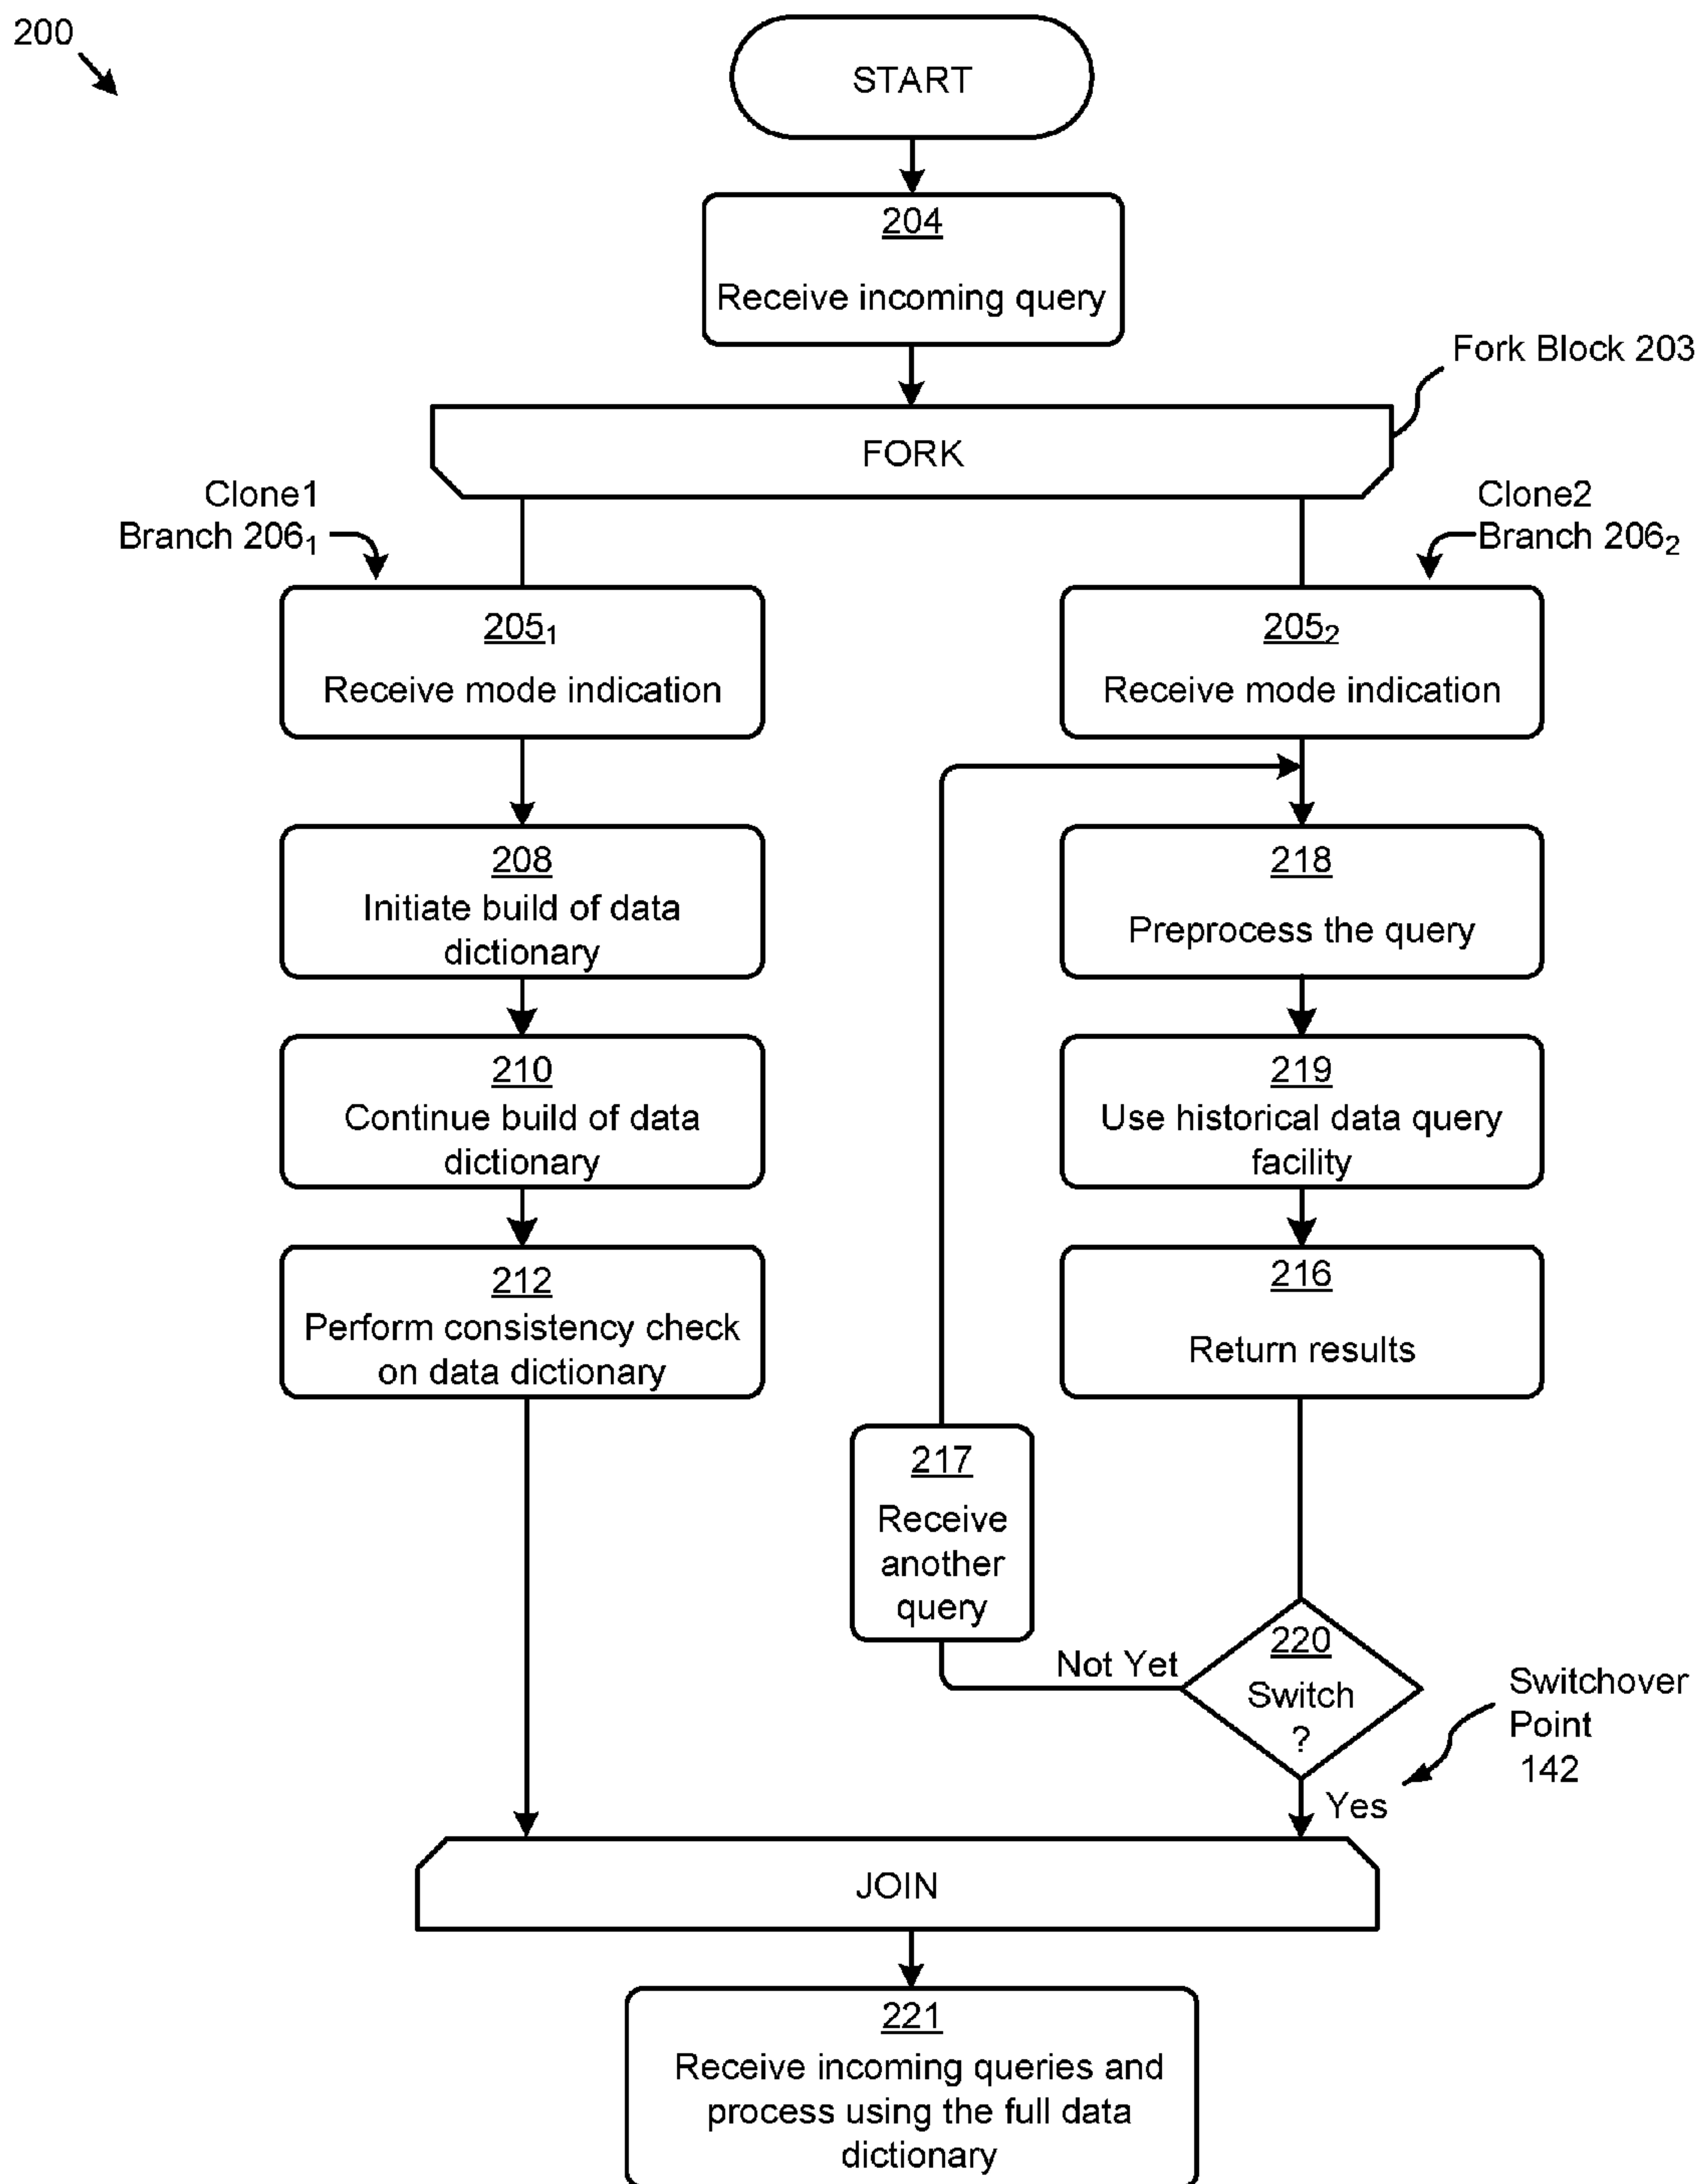 200
START
204
Receive incoming query
Fork Block 203
FORK
Clone1
Branch 206₁
Clone2
Branch 206₂
205₁
Receive mode indication
205₂
Receive mode indication
208
Initiate build of data
dictionary
218
Preprocess the query
210
Continue build of data
dictionary
219
Use historical data query
facility
212
Perform consistency check
on data dictionary
216
Return results
217
Receive
another
query
220
Switch
?
Not Yet
Switchover
Point
142
Yes
JOIN
221
Receive incoming queries and
process using the full data
dictionary